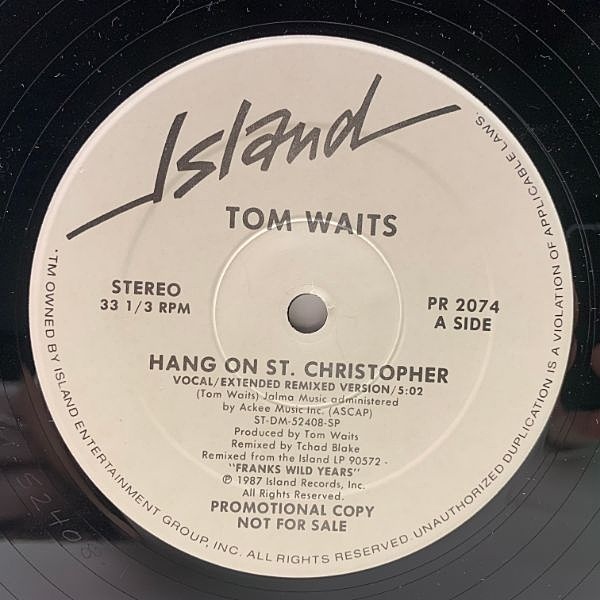 Island
TOM WAITS
STEREO
33 1/3 RPM
PR 2074
A SIDE
HANG ON ST. CHRISTOPHER
VOCAL/EXTENDED REMIXED VERSION/5:02
(Tom Waits) Jalma Music administered
by Ackee Music Inc. (ASCAP)
ST-DM-52408-SP
Produced by Tom Waits
Remixed by Tchad Blake
Remixed from the Island LP 90572 -
"FRANKS WILD YEARS"
℗ 1987 Island Records, Inc.
All Rights Reserved.
PROMOTIONAL COPY
NOT FOR SALE
*TM OWNED BY ISLAND ENTERTAINMENT GROUP, INC. ALL RIGHTS RESERVED. UNAUTHORIZED DUPLICATION IS A VIOLATION OF APPLICABLE LAWS.